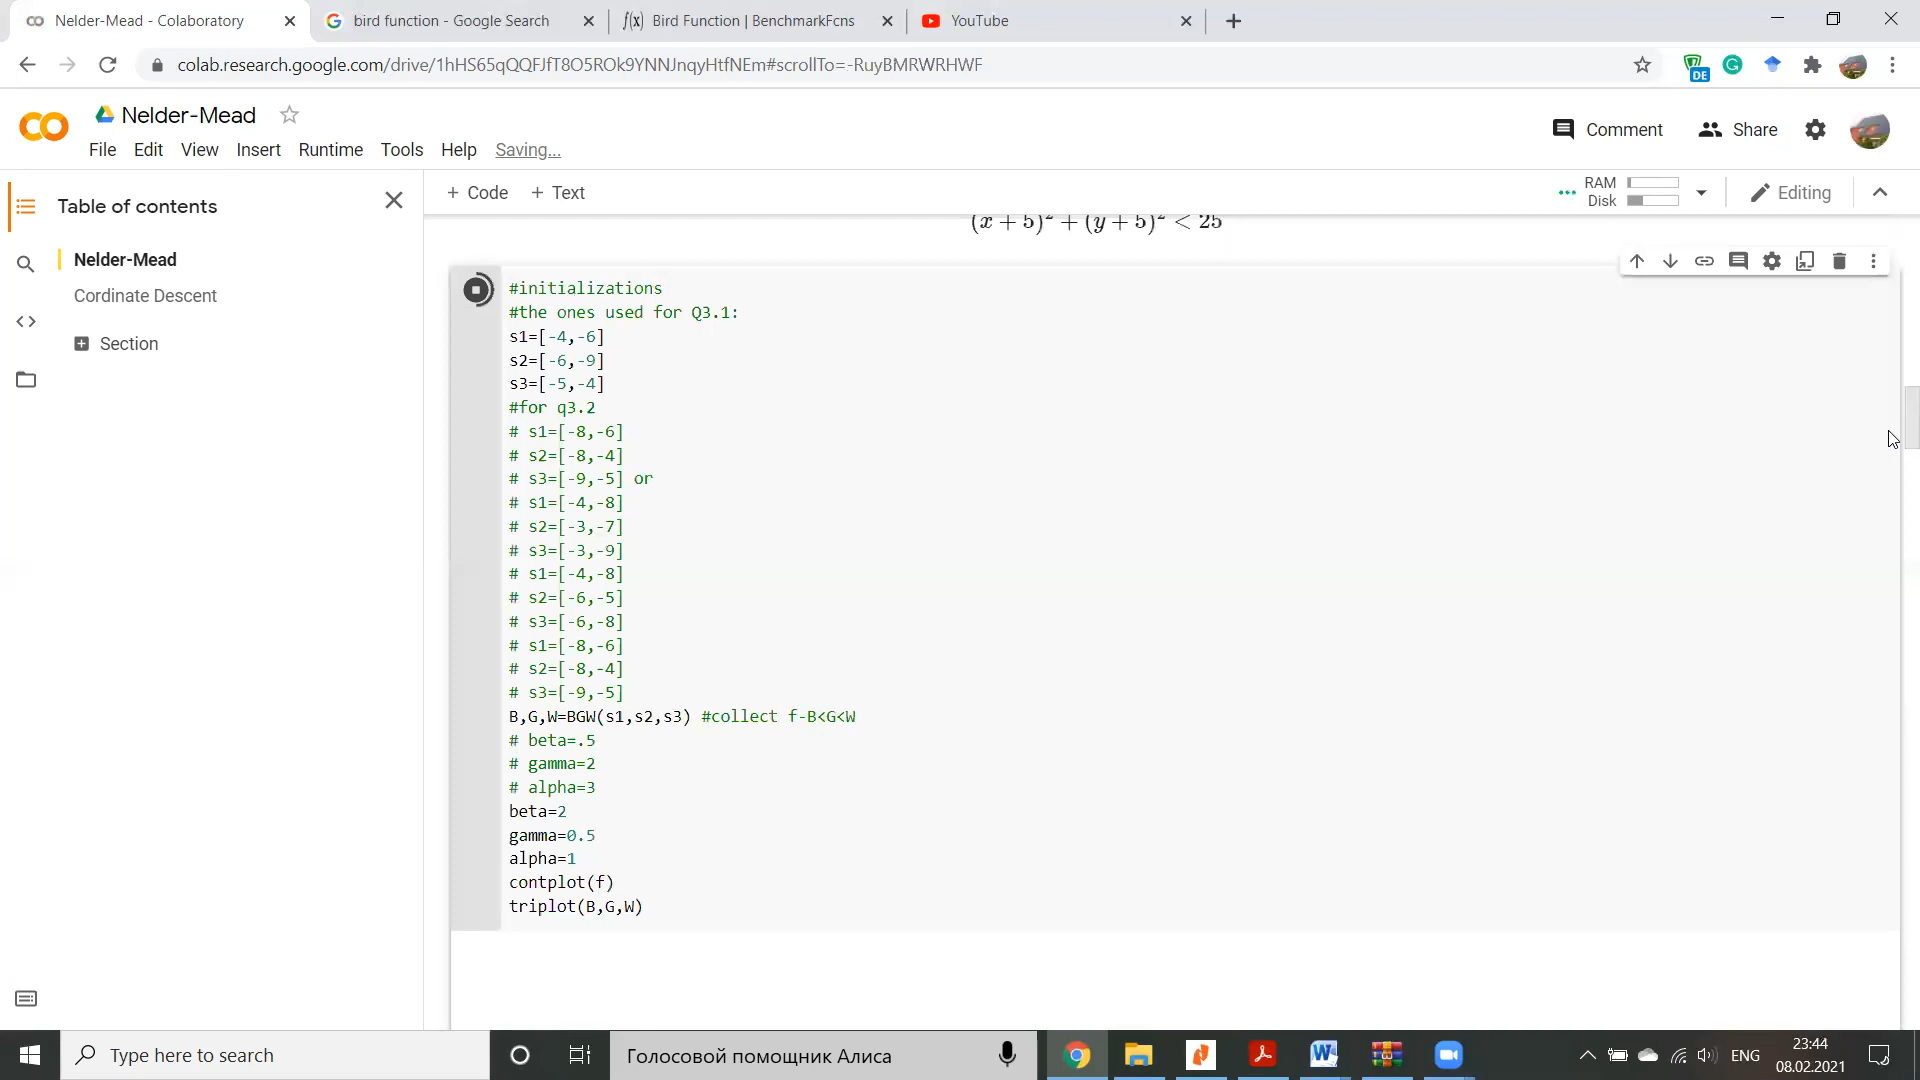 Nelder-Mead - Colaboratory
bird function - Google Search
f(x) Bird Function | BenchmarkFcns
YouTube
colab.research.google.com/drive/1hHS65qQQFJfT8O5ROk9YNNJnqyHtfNEm#scrollTo=-RuyBMRWRHWF
DE
Nelder-Mead
File Edit View Insert Runtime Tools Help Saving...
Comment
Share
Table of contents
Nelder-Mead
Cordinate Descent
Section
+ Code + Text
RAM
Disk
Editing
(x + 5)² + (y + 5)² < 25
#initializations
#the ones used for Q3.1:
s1=[-4,-6]
s2=[-6,-9]
s3=[-5,-4]
#for q3.2
# s1=[-8,-6]
# s2=[-8,-4]
# s3=[-9,-5] or
# s1=[-4,-8]
# s2=[-3,-7]
# s3=[-3,-9]
# s1=[-4,-8]
# s2=[-6,-5]
# s3=[-6,-8]
# s1=[-8,-6]
# s2=[-8,-4]
# s3=[-9,-5]
B,G,W=BGW(s1,s2,s3) #collect f-B<G<W
# beta=.5
# gamma=2
# alpha=3
beta=2
gamma=0.5
alpha=1
contplot(f)
triplot(B,G,W)
Type here to search
Голосовой помощник Алиса
ENG
23:44
08.02.2021